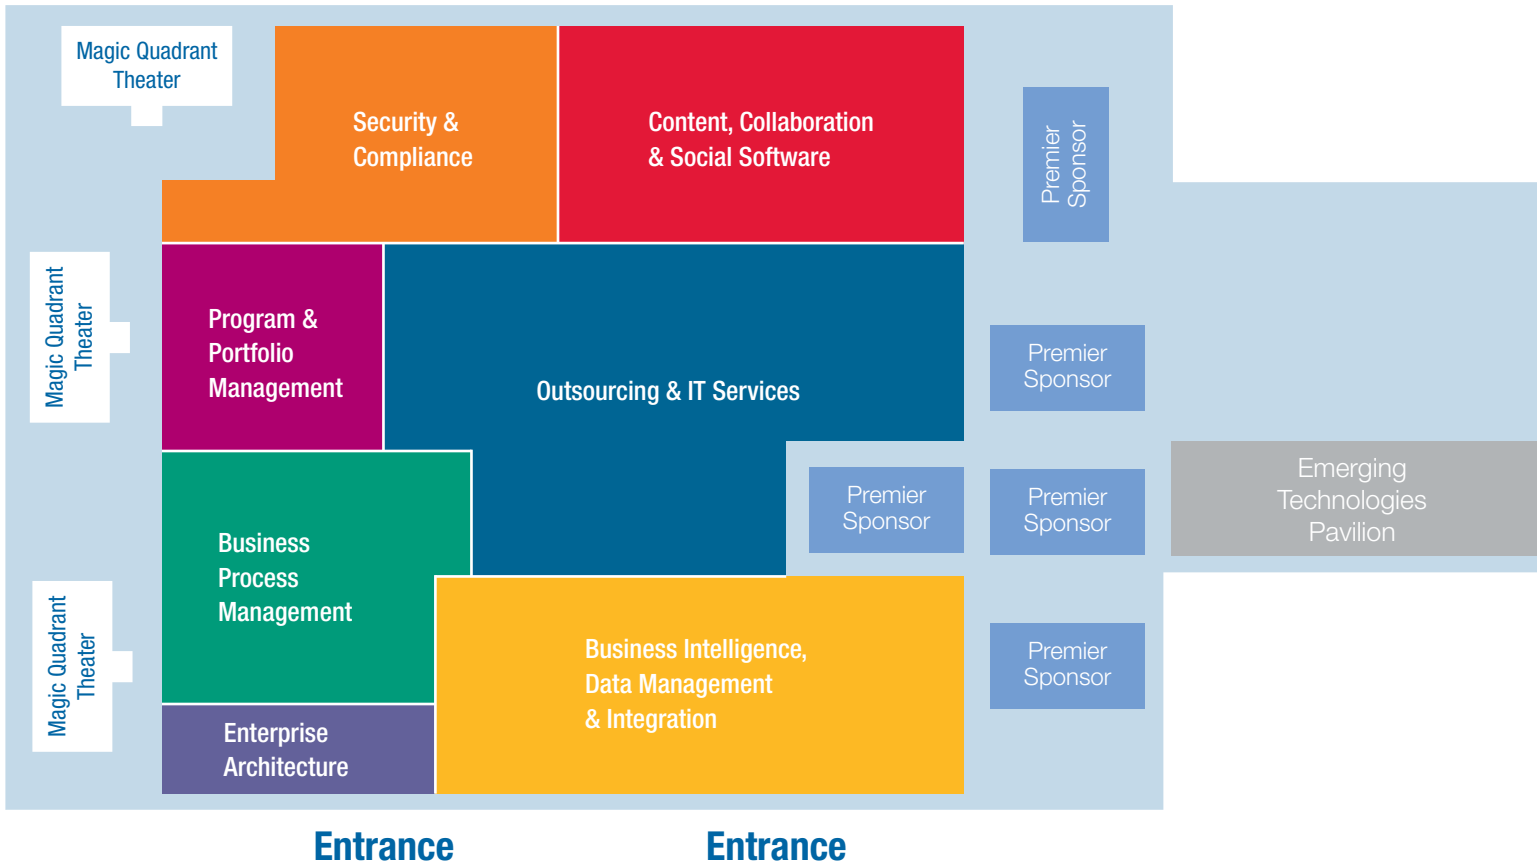 Magic Quadrant
Theater
Security &
Compliance
Content, Collaboration
& Social Software
Premier
Sponsor
Magic Quadrant
Theater
Program &
Portfolio
Management
Outsourcing & IT Services
Premier
Sponsor
Business
Process
Management
Premier
Sponsor
Premier
Sponsor
Emerging
Technologies
Pavilion
Magic Quadrant
Theater
Business Intelligence,
Data Management
& Integration
Premier
Sponsor
Enterprise
Architecture
Entrance
Entrance